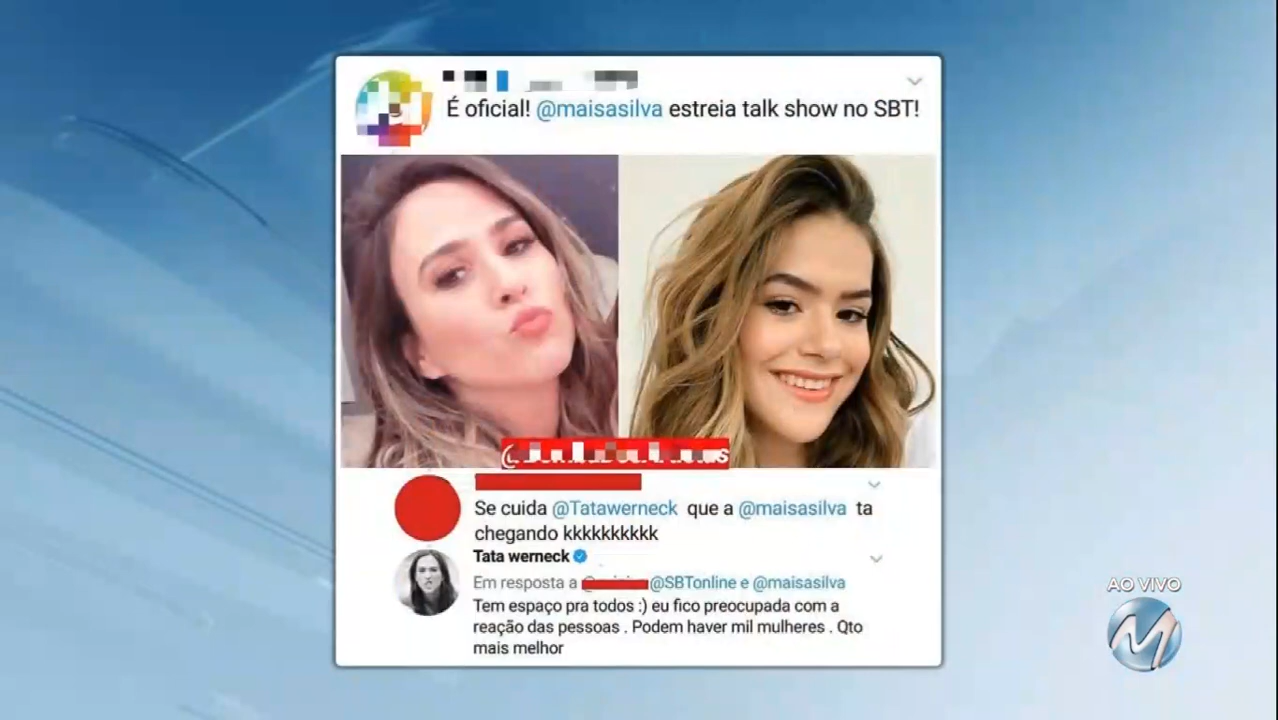 É oficial! @maisasilva estreia talk show no SBT!
Se cuida @Tatawerneck que a @maisasilva ta
chegando kkkkkkkkkk
Tata werneck
Em resposta a @SBTonline e @maisasilva
Tem espaço pra todos :) eu fico preocupada com a
reação das pessoas . Podem haver mil mulheres . Qto
mais melhor
AO VIVO
M